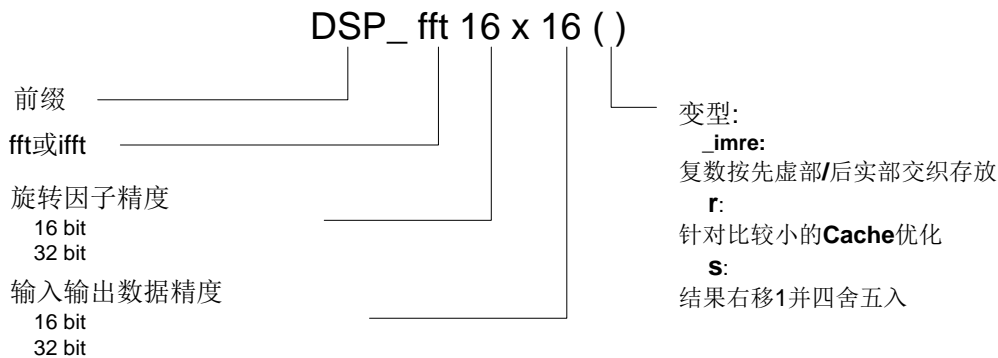 DSP_ fft 16 x 16 ( )
前缀
fft或ifft
旋转因子精度
16 bit
32 bit
输入输出数据精度
16 bit
32 bit
变型:
_imre:
复数按先虚部/后实部交织存放
r:
针对比较小的Cache优化
s:
结果右移1并四舍五入